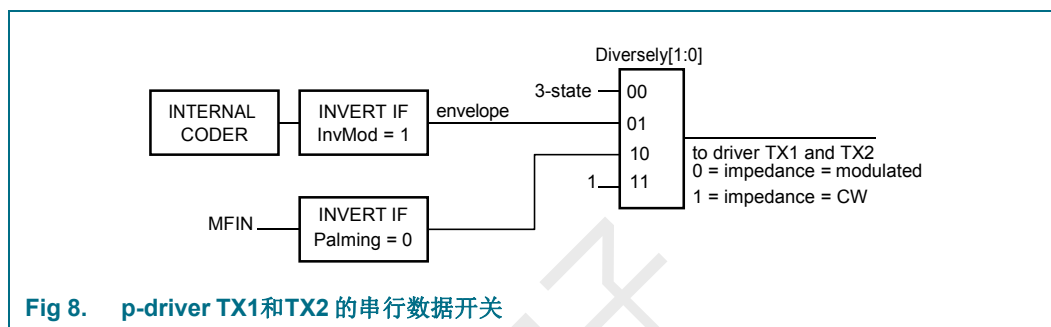 Diversely[1:0]
3-state
00
INTERNAL
CODER
INVERT IF
InvMod = 1
envelope
01
10
1
11
to driver TX1 and TX2
0 = impedance = modulated
1 = impedance = CW
MFIN
INVERT IF
Palming = 0
Fig 8. p-driver TX1和TX2 的串行数据开关